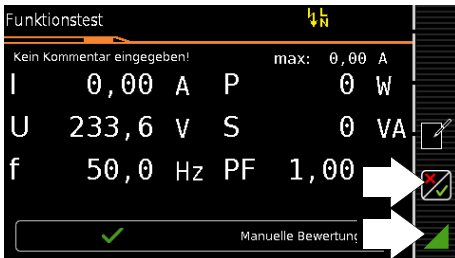 Funktionstest L N
Kein Kommentar eingegeben! max: 0,00 A
I 0,00 A P 0 W
U 233,6 V S 0 VA
f 50,0 Hz PF 1,00
Manuelle Bewertung